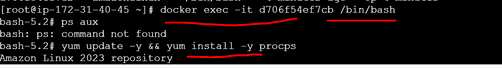 [root@ip-172-31-40-45 ~]# docker exec -it d706f54ef7cb /bin/bash
bash-5.2# ps aux
bash: ps: command not found
bash-5.2# yum update -y && yum install -y procps
Amazon Linux 2023 repository